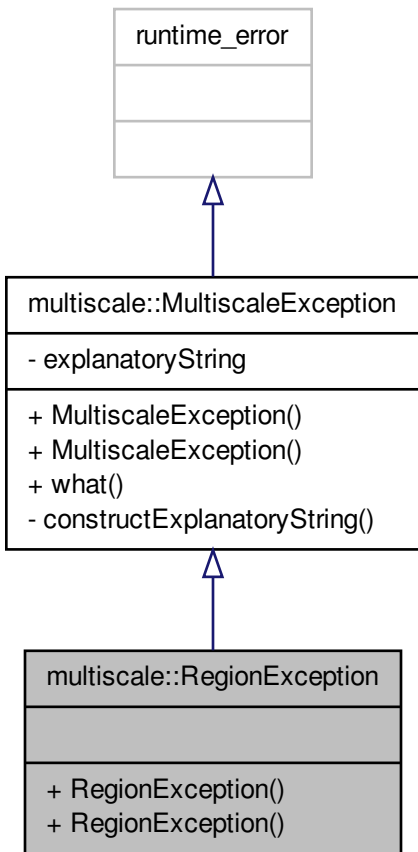 runtime_error
multiscale::MultiscaleException
- explanatoryString
+ MultiscaleException()
+ MultiscaleException()
+ what()
- constructExplanatoryString()
multiscale::RegionException
+ RegionException()
+ RegionException()